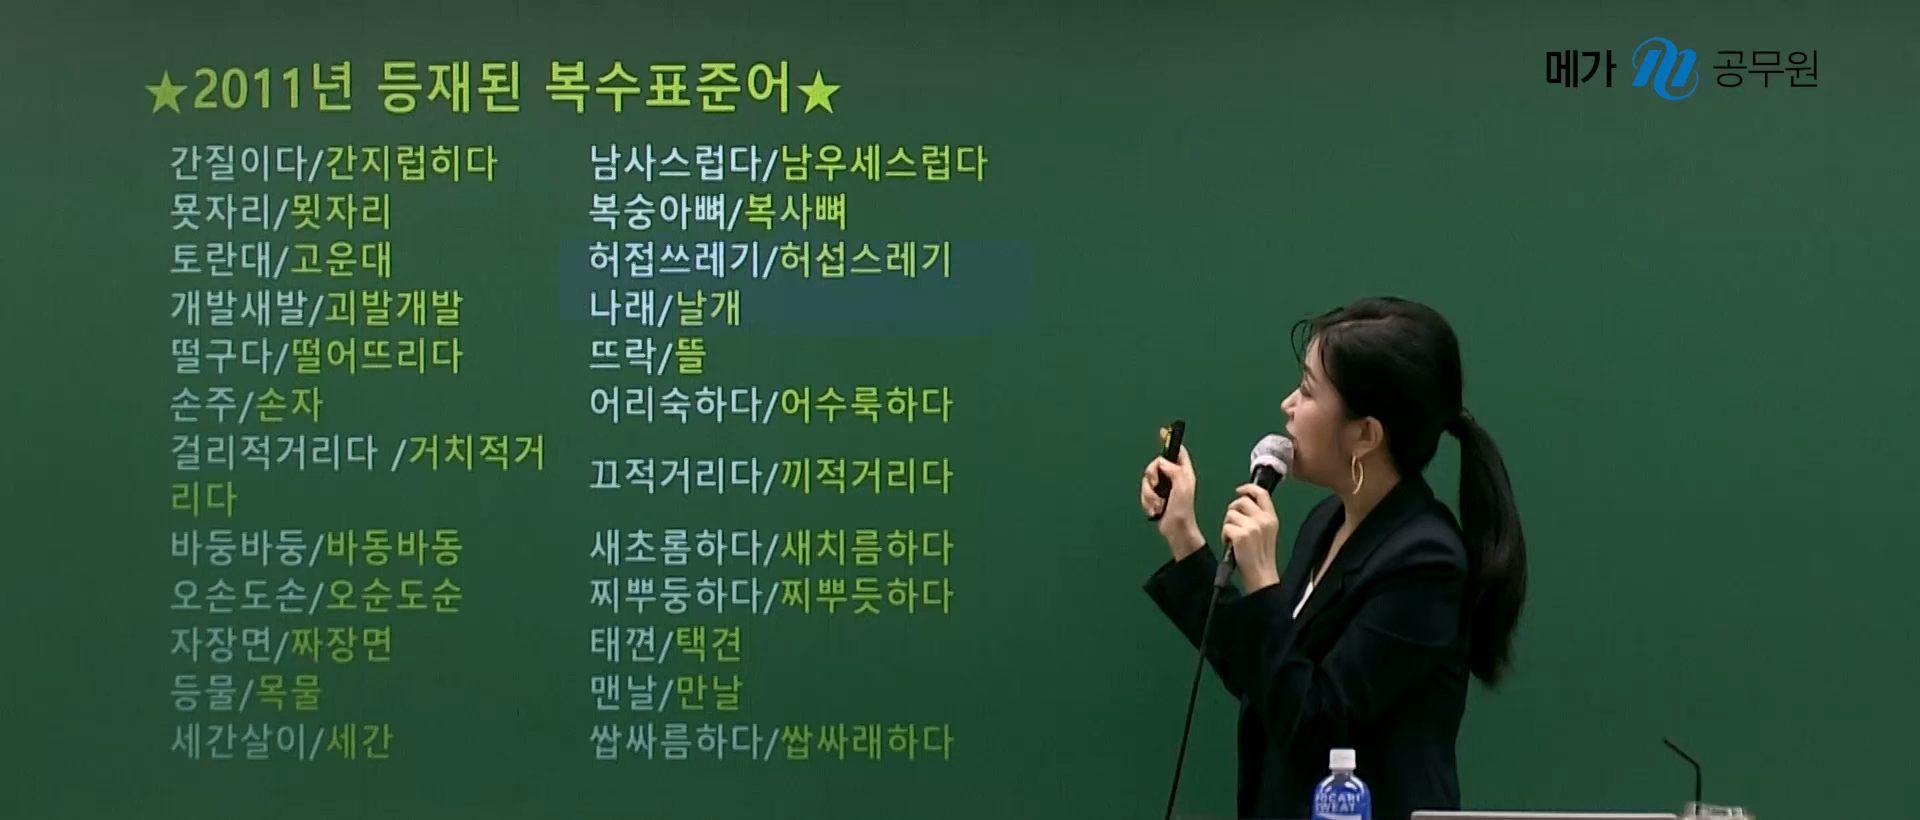 메가 공무원
★2011년 등재된 복수표준어★
간질이다/간지럽히다
묫자리/묏자리
토란대/고운대
개발새발/괴발개발
떨구다/떨어뜨리다
손주/손자
걸리적거리다 /거치적거
리다
바둥바둥/바동바동
오손도손/오순도순
자장면/짜장면
등물/목물
세간살이/세간
남사스럽다/남우세스럽다
복숭아뼈/복사뼈
허접쓰레기/허섭스레기
나래/날개
뜨락/뜰
어리숙하다/어수룩하다
끄적거리다/끼적거리다
새초롬하다/새치름하다
찌뿌둥하다/찌뿌듯하다
태껸/택견
맨날/만날
쌉싸름하다/쌉싸래하다
POCARI
SWEAT